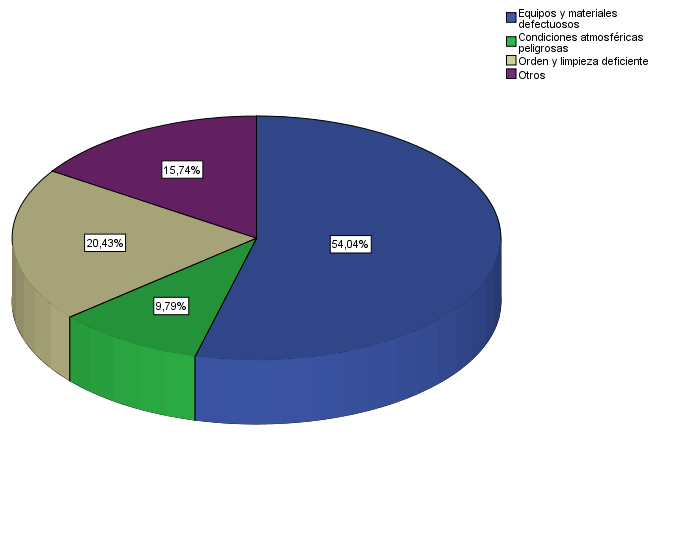 Equipos y materiales
defectuosos
Condiciones atmosféricas
peligrosas
Orden y limpieza deficiente
Otros
15,74%
20,43%
54,04%
9,79%